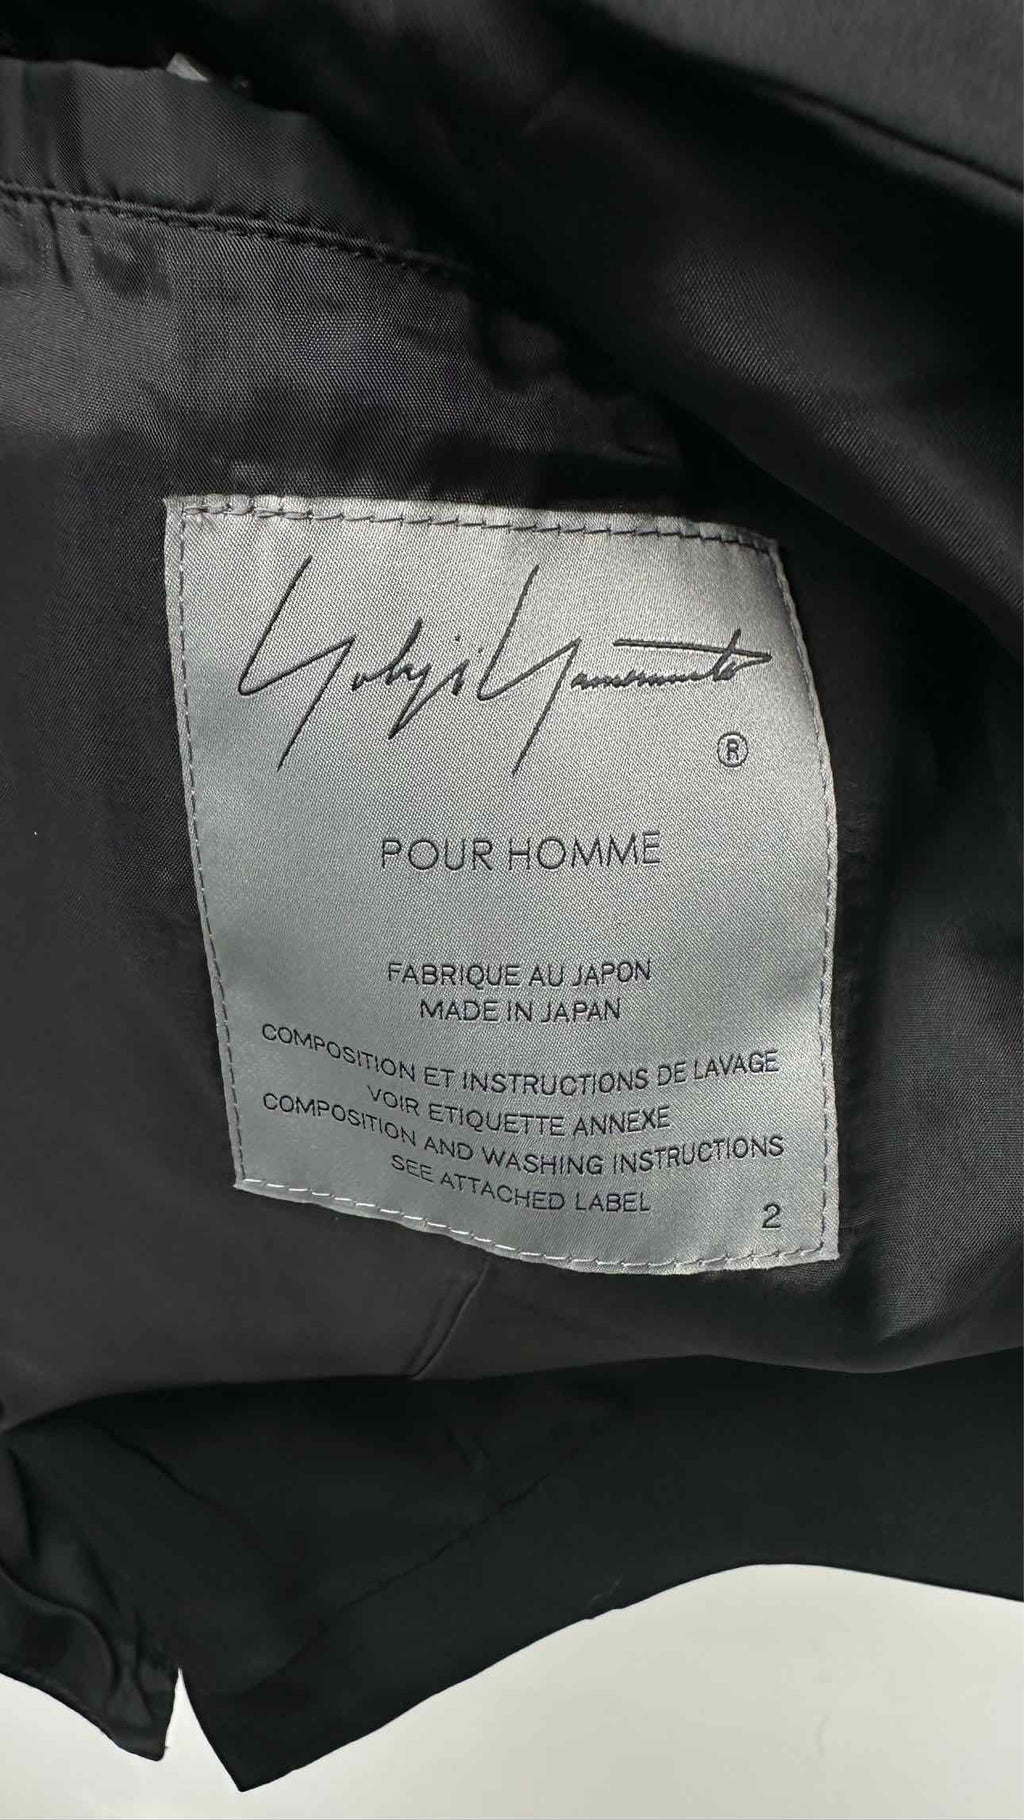 Yohji Yamamoto
®
POUR HOMME
FABRIQUE AU JAPON
MADE IN JAPAN
COMPOSITION ET INSTRUCTIONS DE LAVAGE
VOIR ETIQUETTE ANNEXE
COMPOSITION AND WASHING INSTRUCTIONS
SEE ATTACHED LABEL
2